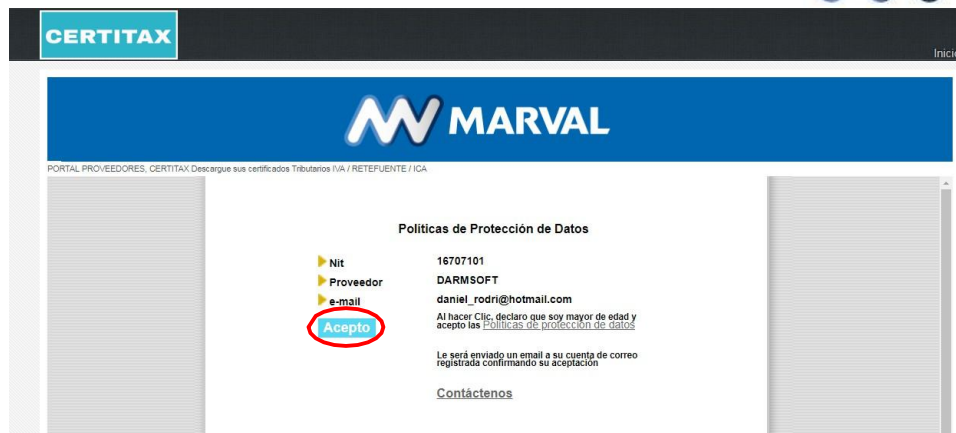 CERTITAX
Inicio
MARVAL
PORTAL PROVEEDORES, CERTITAX Descargue sus certificados Tributarios IVA / RETEFUENTE / ICA
Políticas de Protección de Datos
Nit 16707101
Proveedor DARMSOFT
e-mail daniel_rodri@hotmail.com
Acepto Al hacer Clic, declaro que soy mayor de edad y
acepto las Políticas de protección de datos
Le será enviado un email a su cuenta de correo
registrada confirmando su aceptación
Contáctenos